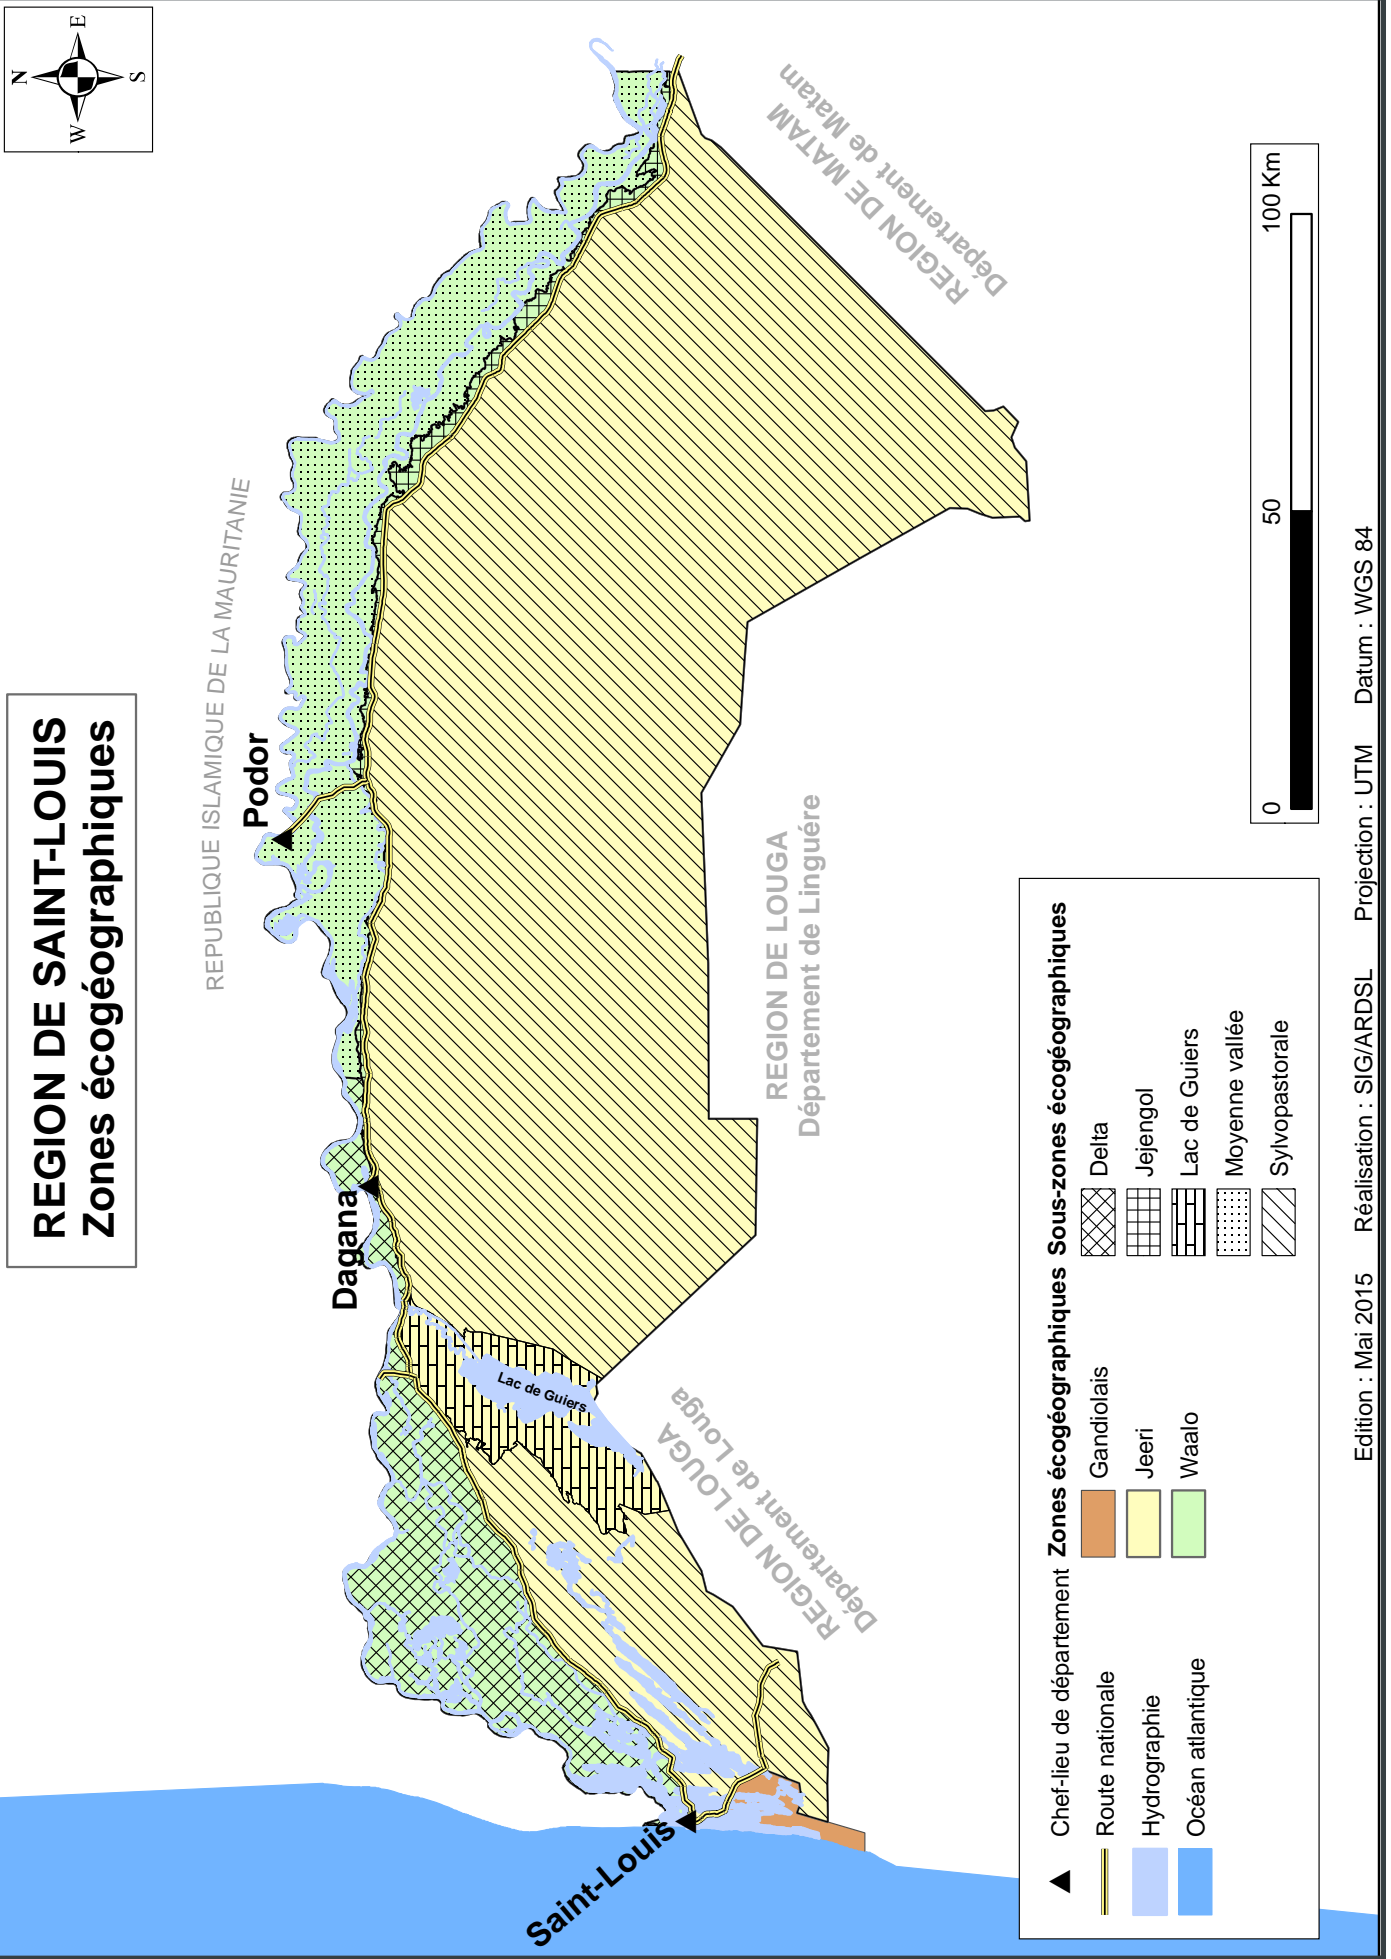 REGION DE SAINT-LOUIS
Zones écogéographiques
N
W
E
S
REPUBLIQUE ISLAMIQUE DE LA MAURITANIE
Podor
Dagana
Saint-Louis
Lac de Guiers
REGION DE MATAM
Département de Matam
REGION DE LOUGA
Département de Linguére
REGION DE LOUGA
Département de Louga
0
50
100 Km
Chef-lieu de département
Route nationale
Hydrographie
Océan atlantique
Zones écogéographiques
Gandiolais
Jeeri
Waalo
Sous-zones écogéographiques
Delta
Jejengol
Lac de Guiers
Moyenne vallée
Sylvopastorale
Edition : Mai 2015 Réalisation : SIG/ARDSL Projection : UTM Datum : WGS 84